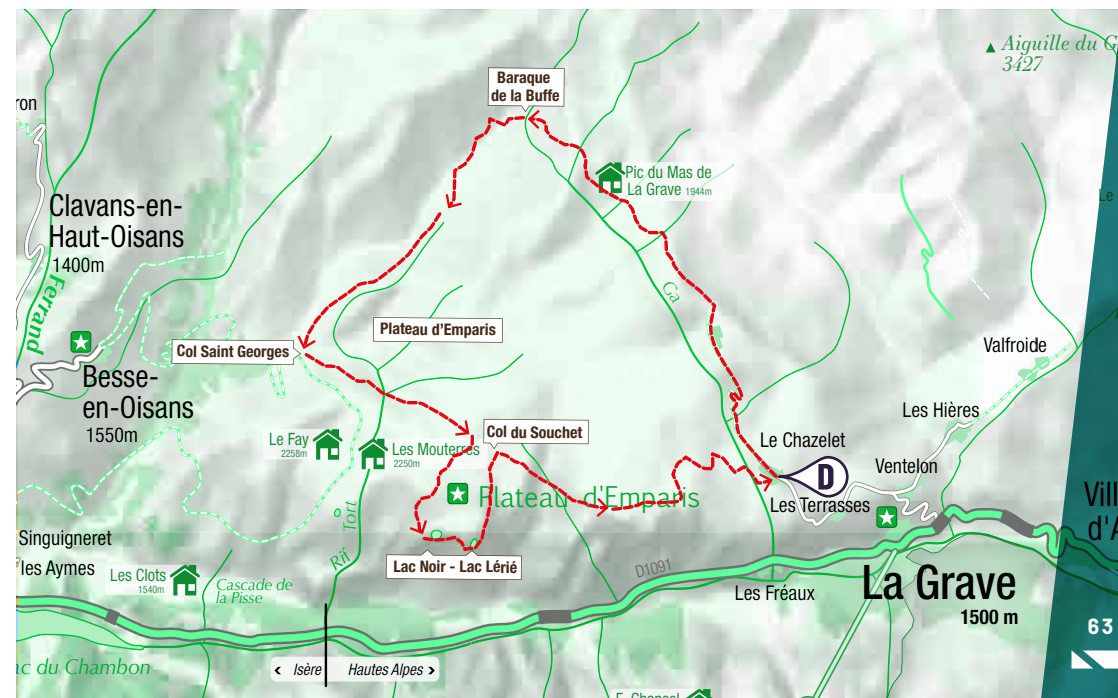 Aiguille du G
3427
Baraque
de la Buffe
ron
Pic du Mas de
La Grave 1944m
Le
Clavans-en-
Haut-Oisans
1400m
Ferrand
Ga
Plateau d'Emparis
Col Saint Georges
Valfroide
Besse-
en-Oisans
1550m
Les Hières
Col du Souchet
Le Fay
2258m
Les Mouterres
2250m
Le Chazelet
D
Ventelon
Plateau d'Emparis
Les Terrasses
Vill
d'A
Rif Tort
Singuigneret
les Aymes
Les Clots
1540m
Cascade de
la Pisse
Lac Noir - Lac Lérié
D1091
Les Fréaux
La Grave
1500 m
63
ac du Chambon
< Isère
Hautes Alpes >
E. Chancel